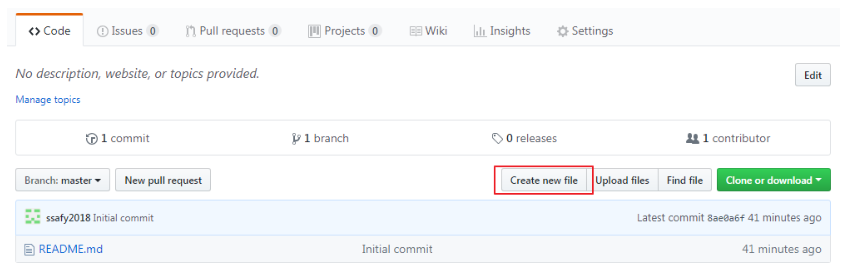 Code Issues 0 Pull requests 0 Projects 0 Wiki Insights Settings
No description, website, or topics provided. Edit
Manage topics
1 commit 1 branch 0 releases 1 contributor
Branch: master New pull request Create new file Upload files Find file Clone or download
ssafy2018 Initial commit Latest commit 8ae0a6f 41 minutes ago
README.md Initial commit 41 minutes ago